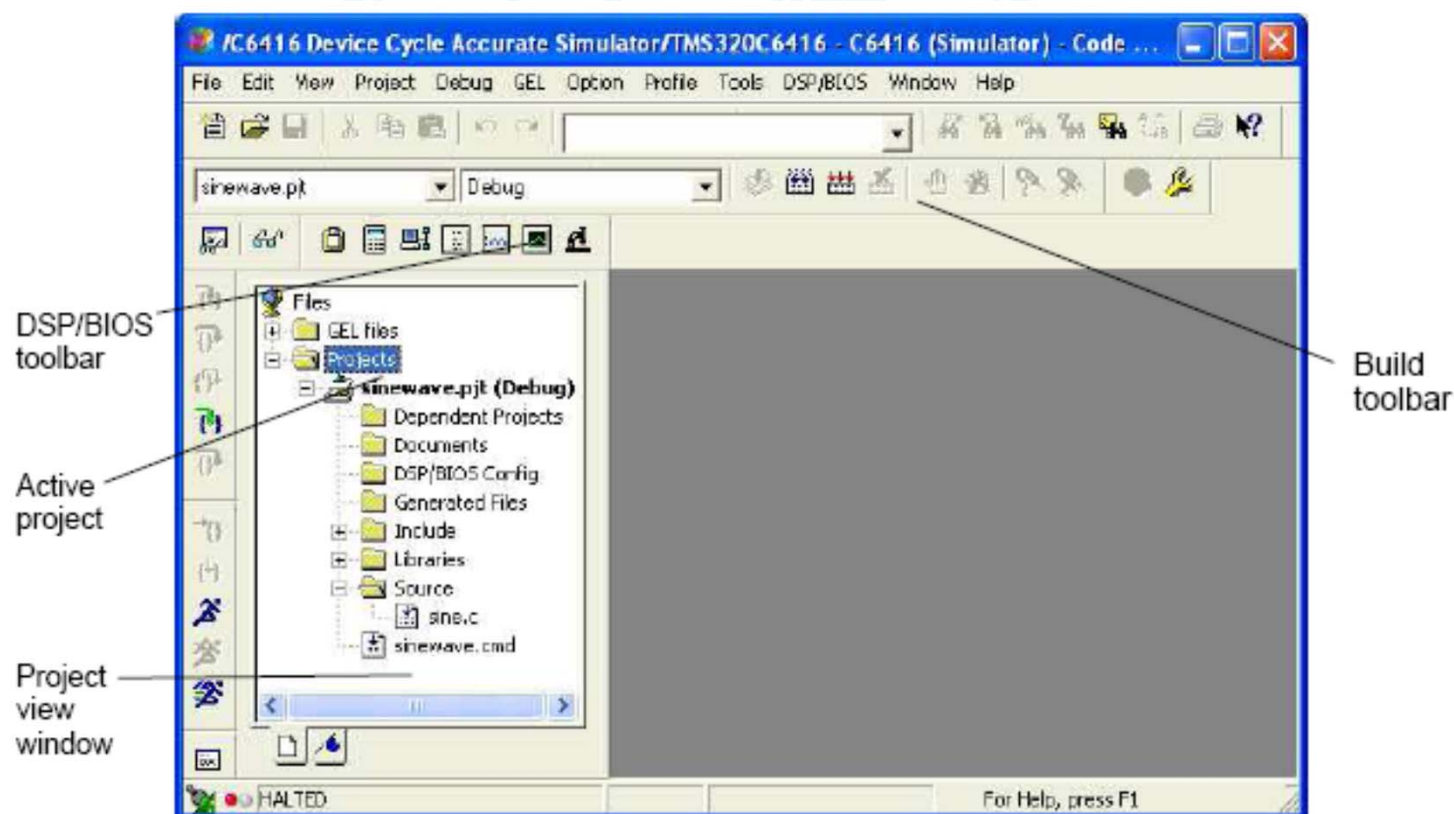 /C6416 Device Cycle Accurate Simulator/TMS320C6416 - C6416 (Simulator) - Code ...
File Edit View Project Debug GEL Option Profile Tools DSP/BIOS Window Help
sinewave.pjt Debug
Files
GEL files
Projects
sinewave.pjt (Debug)
Dependent Projects
Documents
DSP/BIOS Config
Generated Files
Include
Libraries
Source
sine.c
sinewave.cmd
HALTED
For Help, press F1
DSP/BIOS
toolbar
Active
project
Project
view
window
Build
toolbar